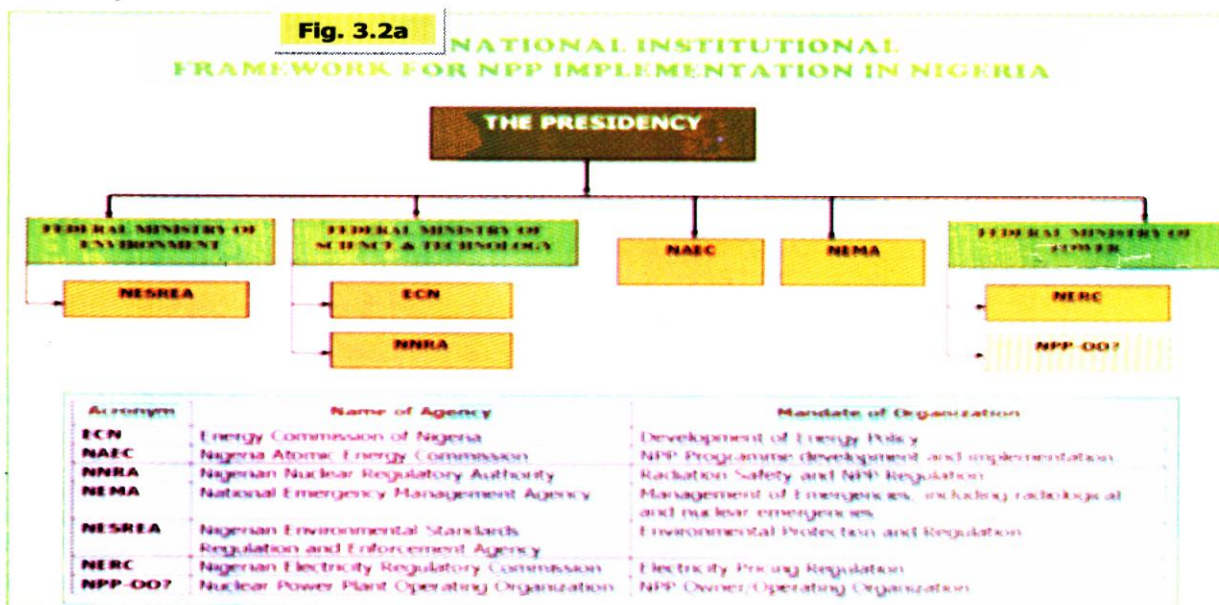 Fig. 3.2a
NATIONAL INSTITUTIONAL
FRAMEWORK FOR NPP IMPLEMENTATION IN NIGERIA
THE PRESIDENCY
FEDERAL MINISTRY OF
ENVIRONMENT
FEDERAL MINISTRY OF
SCIENCE & TECHNOLOGY
NAEC
NEMA
FEDERAL MINISTRY OF
POWER
NESREA
ECN
NERC
NNRA
NPP-OO?
Acronym Name of Agency Mandate of Organization
ECN Energy Commission of Nigeria Development of Energy Policy
NAEC Nigeria Atomic Energy Commission NPP Programme development and implementation
NNRA Nigerian Nuclear Regulatory Authority Radiation Safety and NPP Regulation
NEMA National Emergency Management Agency Management of Emergencies, including radiological
and nuclear emergencies
NESREA Nigerian Environmental Standards Environmental Protection and Regulation
Regulation and Enforcement Agency
NERC Nigerian Electricity Regulatory Commission Electricity Pricing Regulation
NPP-OO? Nuclear Power Plant Operating Organization NPP Owner/Operating Organization